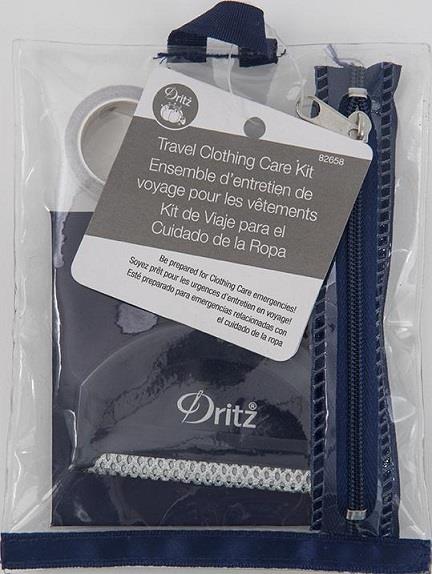 Dritz
82658
Travel Clothing Care Kit
Ensemble d'entretien de
voyage pour les vêtements
Kit de Viaje para el
Cuidado de la Ropa
Be prepared for Clothing Care emergencies!
Soyez prêt pour les urgences d'entretien en voyage!
Esté preparado para emergencias relacionadas con
el cuidado de la ropa
Dritz®